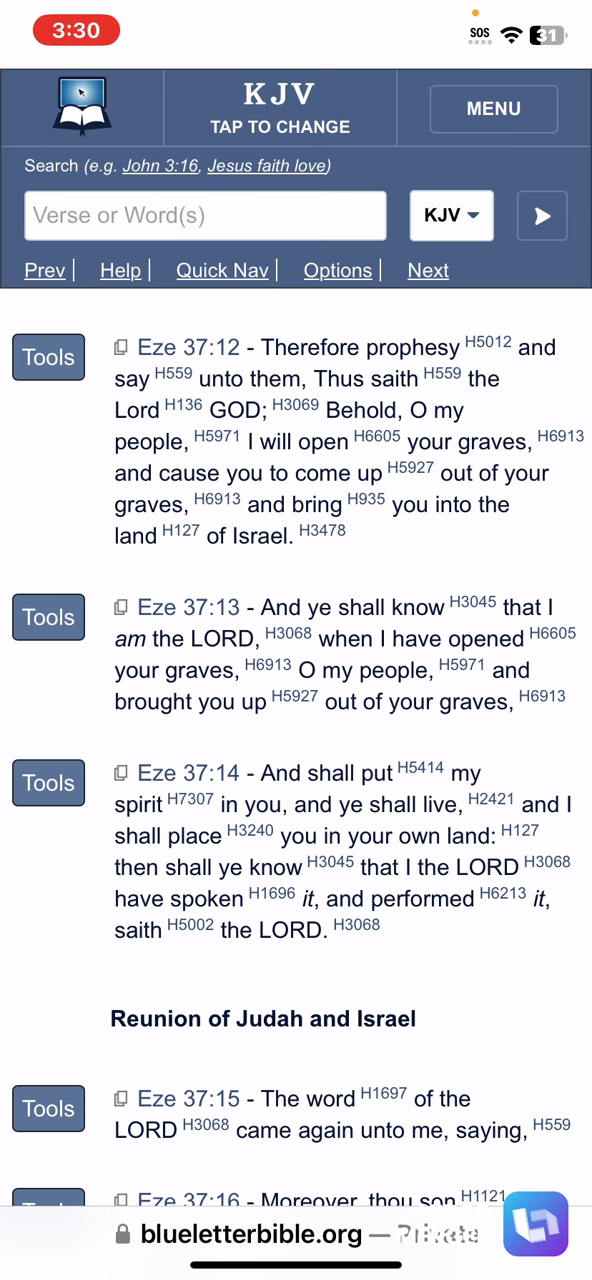 3:30
SOS
31
KJV
TAP TO CHANGE
MENU
Search (e.g. John 3:16, Jesus faith love)
Verse or Word(s)
KJV
Prev | Help | Quick Nav | Options | Next
Tools
Eze 37:12 - Therefore prophesy H5012 and
say H559 unto them, Thus saith H559 the
Lord H136 GOD; H3069 Behold, O my
people, H5971 I will open H6605 your graves, H6913
and cause you to come up H5927 out of your
graves, H6913 and bring H935 you into the
land H127 of Israel. H3478
Tools
Eze 37:13 - And ye shall know H3045 that I
am the LORD, H3068 when I have opened H6605
your graves, H6913 O my people, H5971 and
brought you up H5927 out of your graves, H6913
Tools
Eze 37:14 - And shall put H5414 my
spirit H7307 in you, and ye shall live, H2421 and I
shall place H3240 you in your own land: H127
then shall ye know H3045 that I the LORD H3068
have spoken H1696 it, and performed H6213 it,
saith H5002 the LORD. H3068
Reunion of Judah and Israel
Tools
Eze 37:15 - The word H1697 of the
LORD H3068 came again unto me, saying, H559
Tools
Eze 37:16 - Moreover, thou son H1121
blueletterbible.org — Private